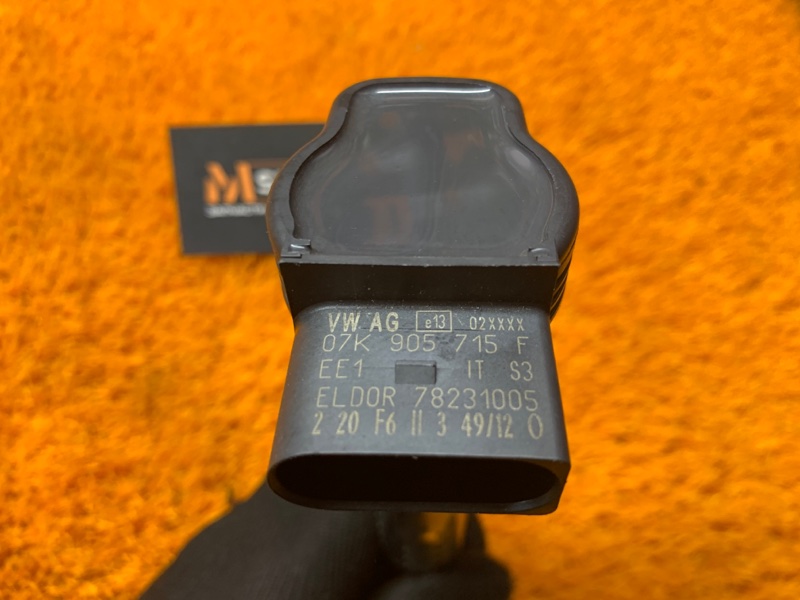 VW AG e13 02XXXX
07K 905 715 F
EE1 IT S3
ELDOR 78231005
2 20 F6 II 3 49/12 0